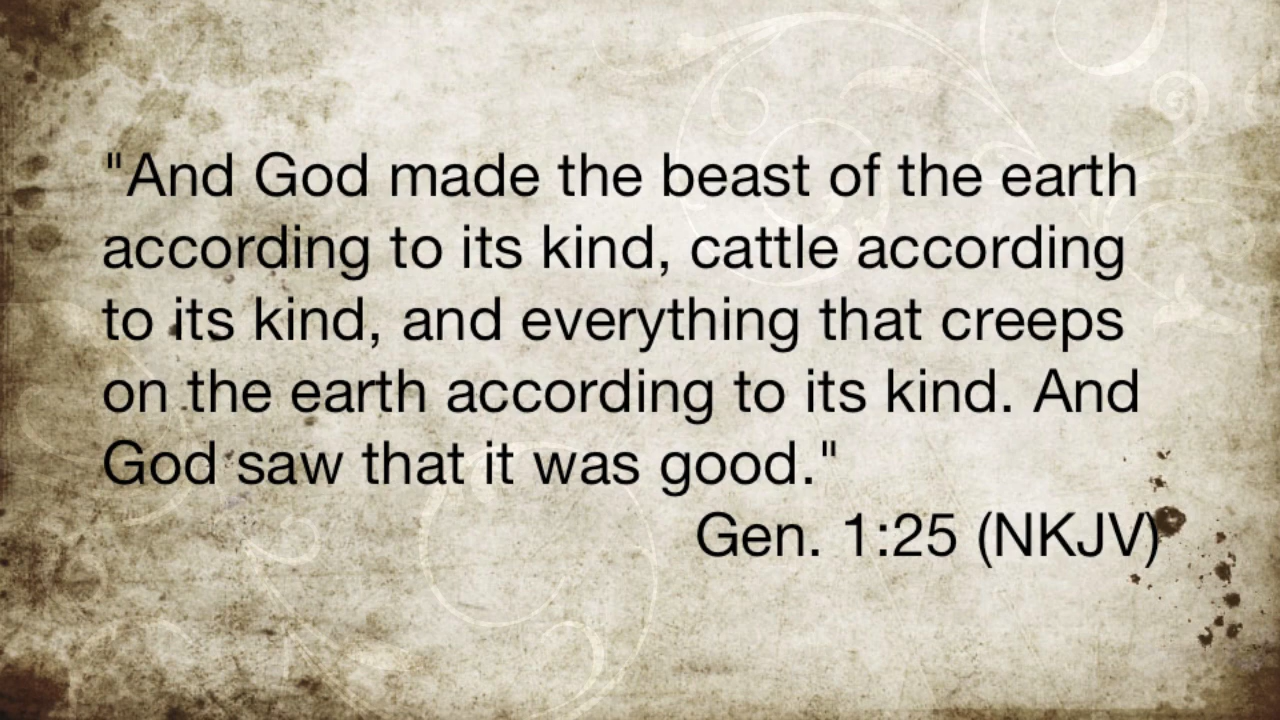 "And God made the beast of the earth
according to its kind, cattle according
to its kind, and everything that creeps
on the earth according to its kind. And
God saw that it was good."
Gen. 1:25 (NKJV)